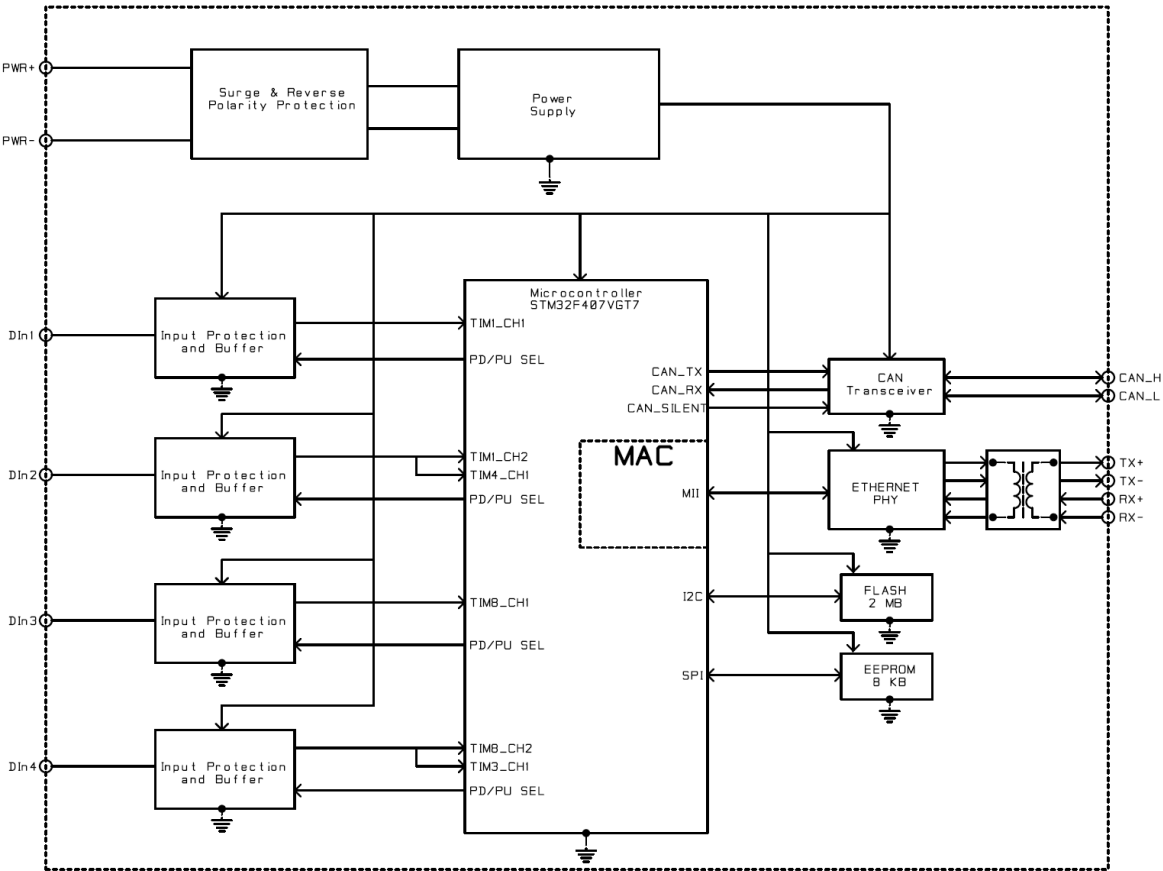 PWR+
PWR-
Surge & Reverse
Polarity Protection
Power
Supply
DIn1
Input Protection
and Buffer
DIn2
Input Protection
and Buffer
DIn3
Input Protection
and Buffer
DIn4
Input Protection
and Buffer
Microcontroller
STM32F407VGT7
TIM1_CH1
PD/PU SEL
TIM1_CH2
TIM4_CH1
PD/PU SEL
TIM8_CH1
PD/PU SEL
TIM8_CH2
TIM3_CH1
PD/PU SEL
CAN_TX
CAN_RX
CAN_SILENT
MAC
MII
I2C
SPI
CAN
Transceiver
ETHERNET
PHY
FLASH
2 MB
EEPROM
8 KB
CAN_H
CAN_L
TX+
TX-
RX+
RX-